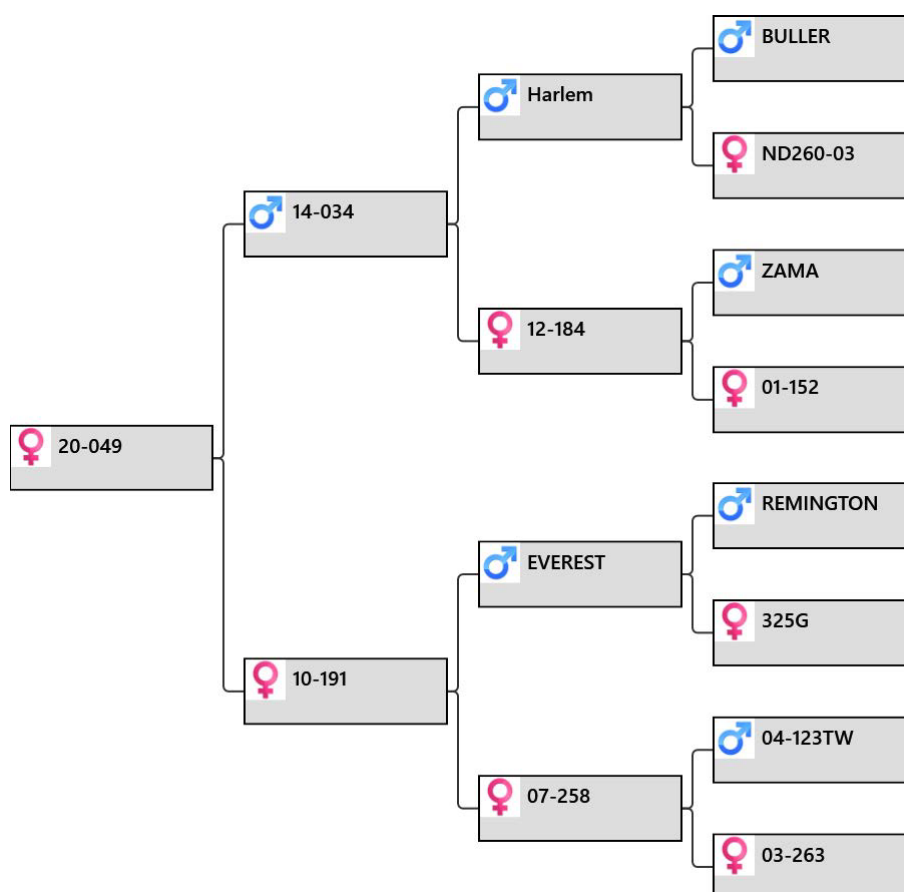 BULLER
Harlem
ND260-03
14-034
ZAMA
12-184
01-152
20-049
REMINGTON
EVEREST
325G
10-191
04-123TW
07-258
03-263